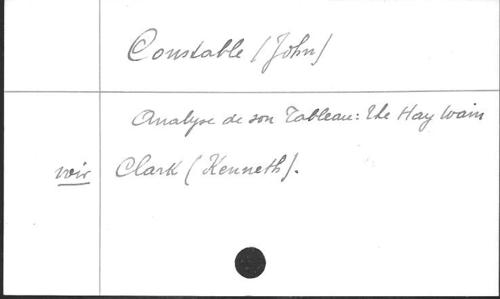 Constable (John)
Analyse de son Tableau: the Hay Wain
voir Clark (Kenneth).